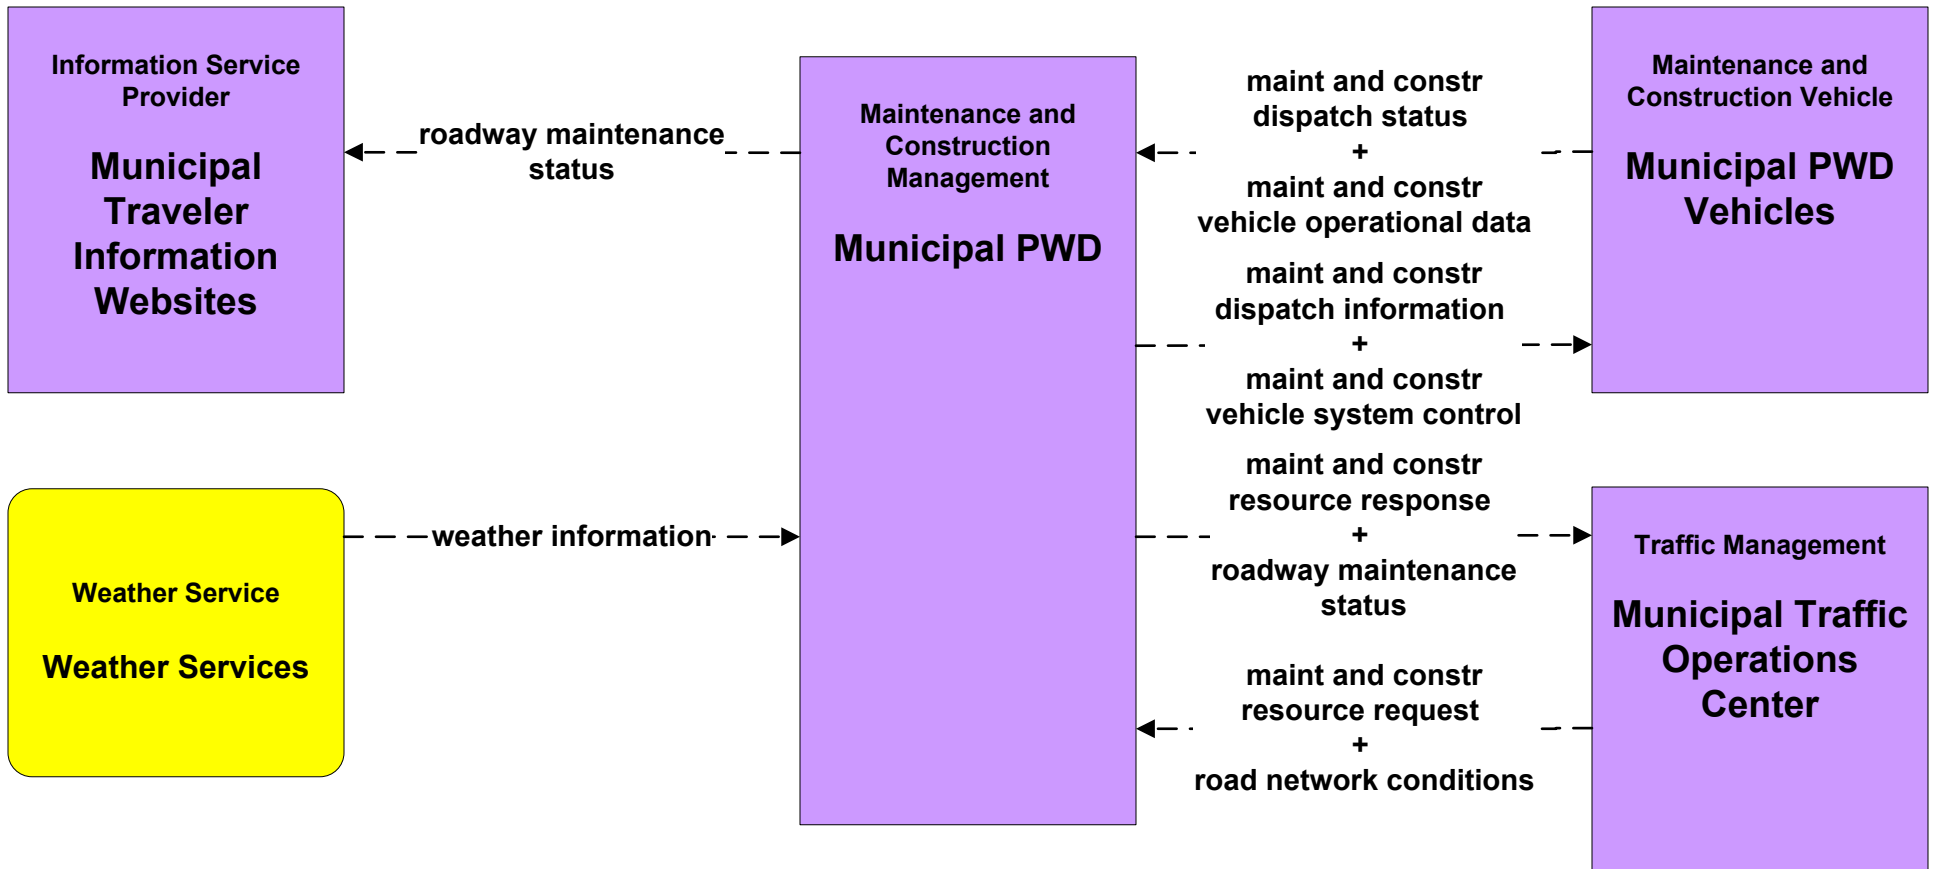 Information Service
Provider
Municipal
Traveler
Information
Websites
roadway maintenance
status
Weather Service
Weather Services
weather information
Maintenance and
Construction
Management
Municipal PWD
maint and constr
dispatch status
+
maint and constr
vehicle operational data
maint and constr
dispatch information
+
maint and constr
vehicle system control
maint and constr
resource response
+
roadway maintenance
status
maint and constr
resource request
+
road network conditions
Maintenance and
Construction Vehicle
Municipal PWD
Vehicles
Traffic Management
Municipal Traffic
Operations
Center